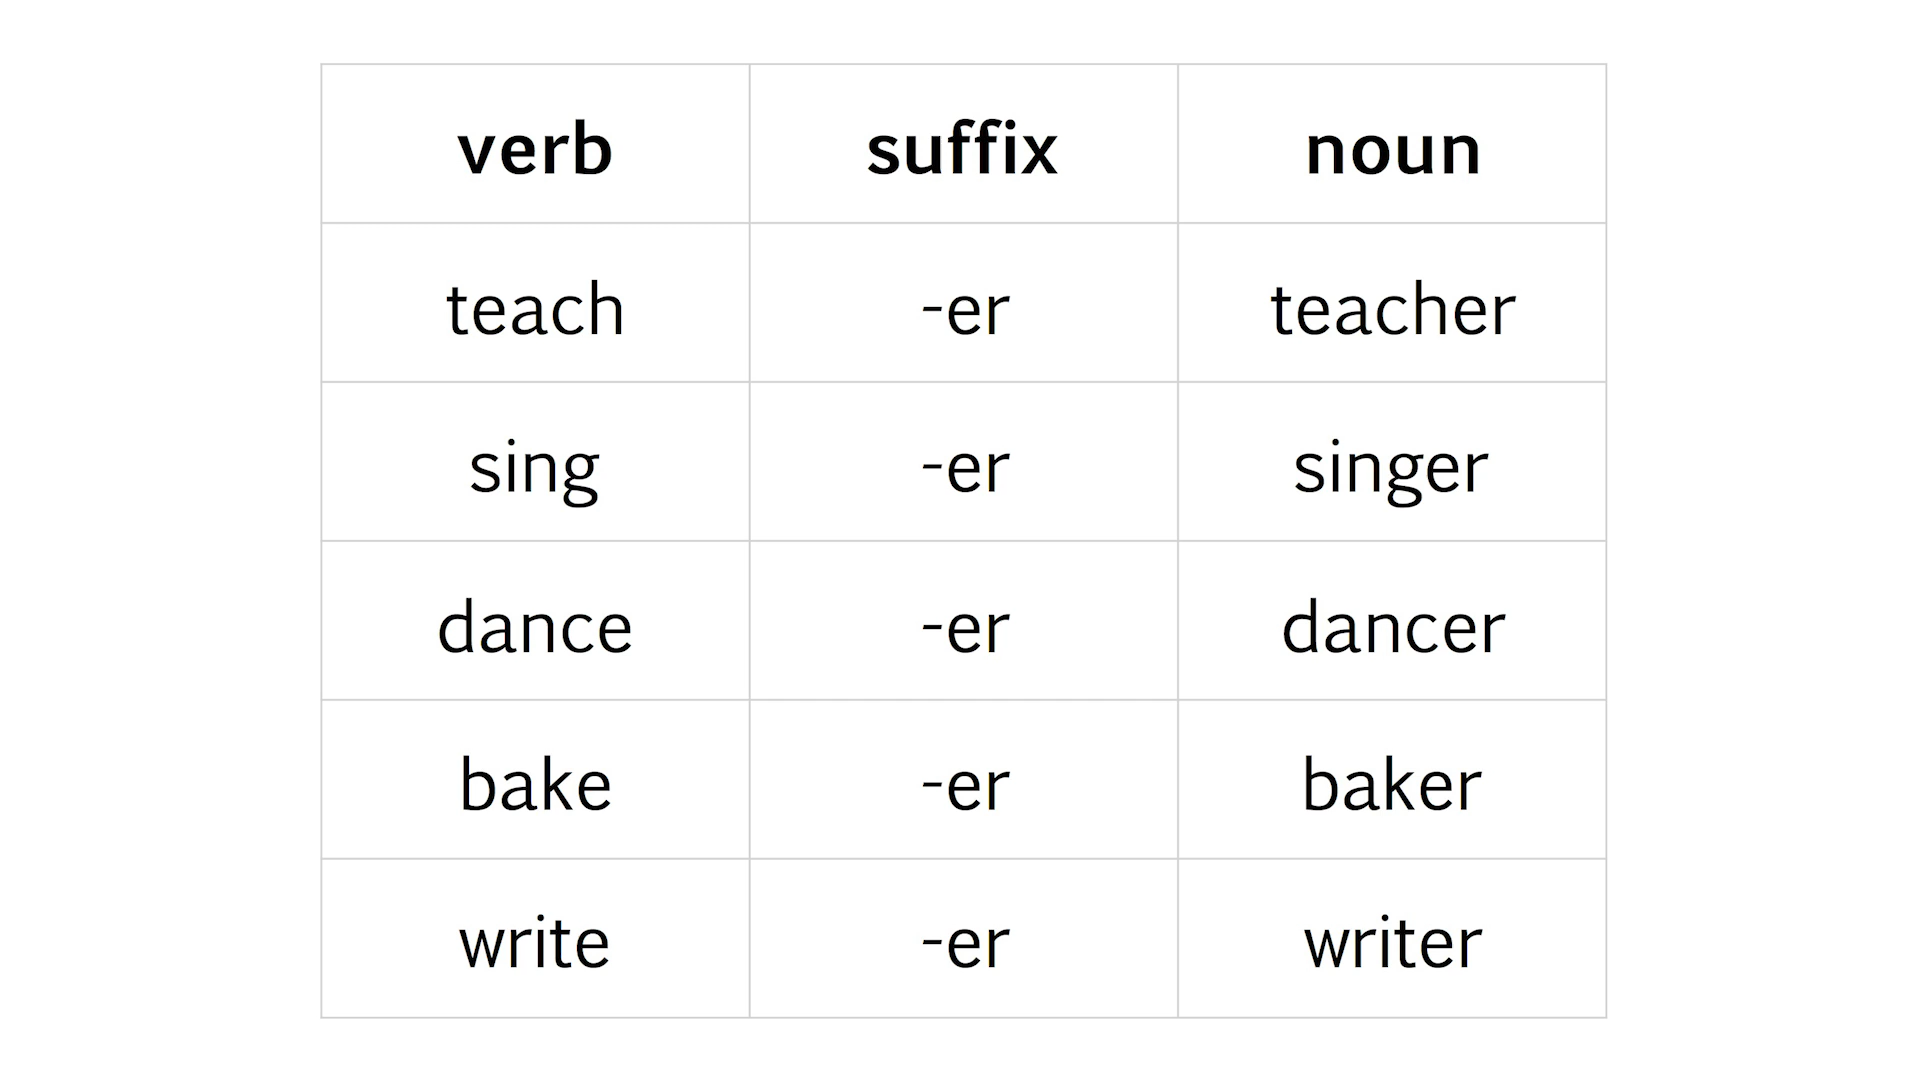 verb suffix noun
teach -er teacher
sing -er singer
dance -er dancer
bake -er baker
write -er writer